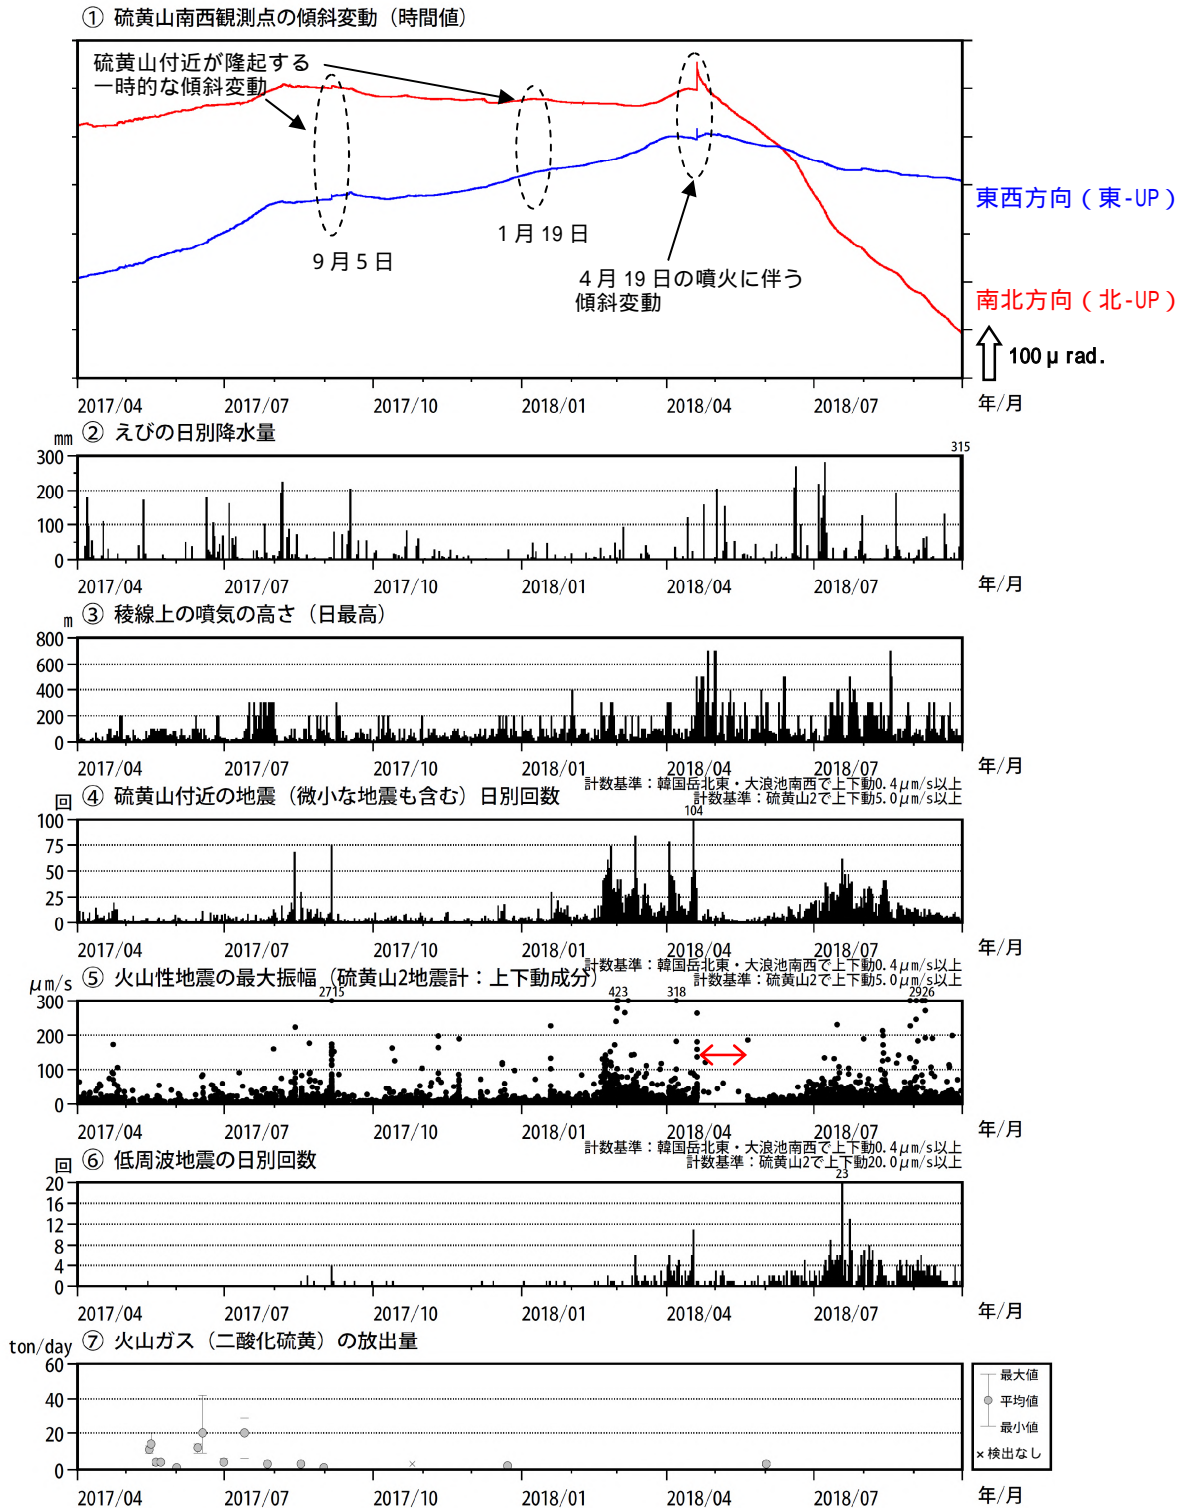 ① 硫黄山南西観測点の傾斜変動（時間値）
硫黄山付近が隆起する
一時的な傾斜変動
9月5日
1月19日
4月19日の噴火に伴う
傾斜変動
東西方向（東-UP）
南北方向（北-UP）
100 μ rad.
2017/04 2017/07 2017/10 2018/01 2018/04 2018/07 年/月
mm ② えびの日別降水量
315
300
200
100
0
2017/04 2017/07 2017/10 2018/01 2018/04 2018/07 年/月
m ③ 稜線上の噴気の高さ（日最高）
800
600
400
200
0
2017/04 2017/07 2017/10 2018/01 2018/04 2018/07 年/月
計数基準：韓国岳北東・大浪池南西で上下動0.4μm/s以上
計数基準：硫黄山2で上下動5.0μm/s以上
回 ④ 硫黄山付近の地震（微小な地震も含む）日別回数
104
100
75
50
25
0
2017/04 2017/07 2017/10 2018/01 2018/04 2018/07 年/月
計数基準：韓国岳北東・大浪池南西で上下動0.4μm/s以上
計数基準：硫黄山2で上下動5.0μm/s以上
μm/s ⑤ 火山性地震の最大振幅（硫黄山2地震計：上下動成分）
2715 423 318 2926
300
200
100
0
2017/04 2017/07 2017/10 2018/01 2018/04 2018/07 年/月
計数基準：韓国岳北東・大浪池南西で上下動0.4μm/s以上
計数基準：硫黄山2で上下動20.0μm/s以上
回 ⑥ 低周波地震の日別回数
23
20
16
12
8
4
0
2017/04 2017/07 2017/10 2018/01 2018/04 2018/07 年/月
ton/day ⑦ 火山ガス（二酸化硫黄）の放出量
60
40
20
0
最大値
平均値
最小値
×検出なし
2017/04 2017/07 2017/10 2018/01 2018/04 2018/07 年/月